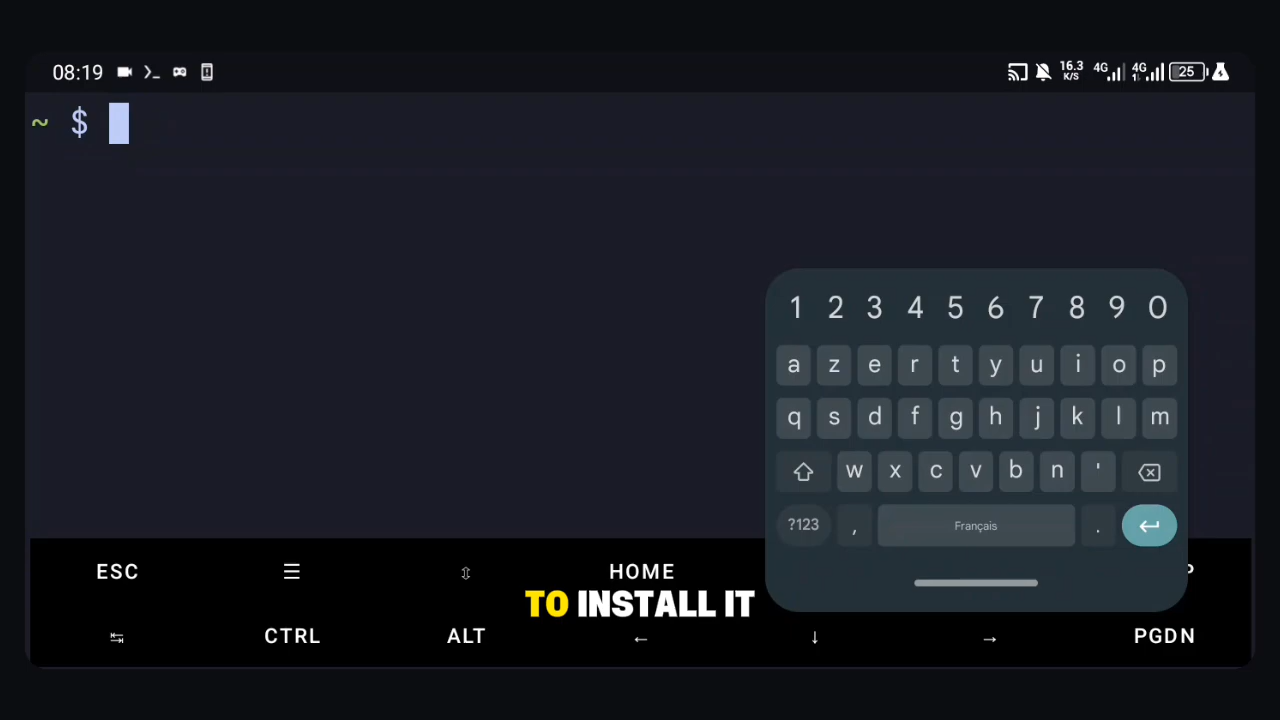 08:19 16.3 K/S 4G 4G 25
~ $
1 2 3 4 5 6 7 8 9 0
a z e r t y u i o p
q s d f g h j k l m
w x c v b n '
?123 , Français .
ESC ☰ ⇳ HOME P
TO INSTALL IT
↹ CTRL ALT ← ↓ → PGDN